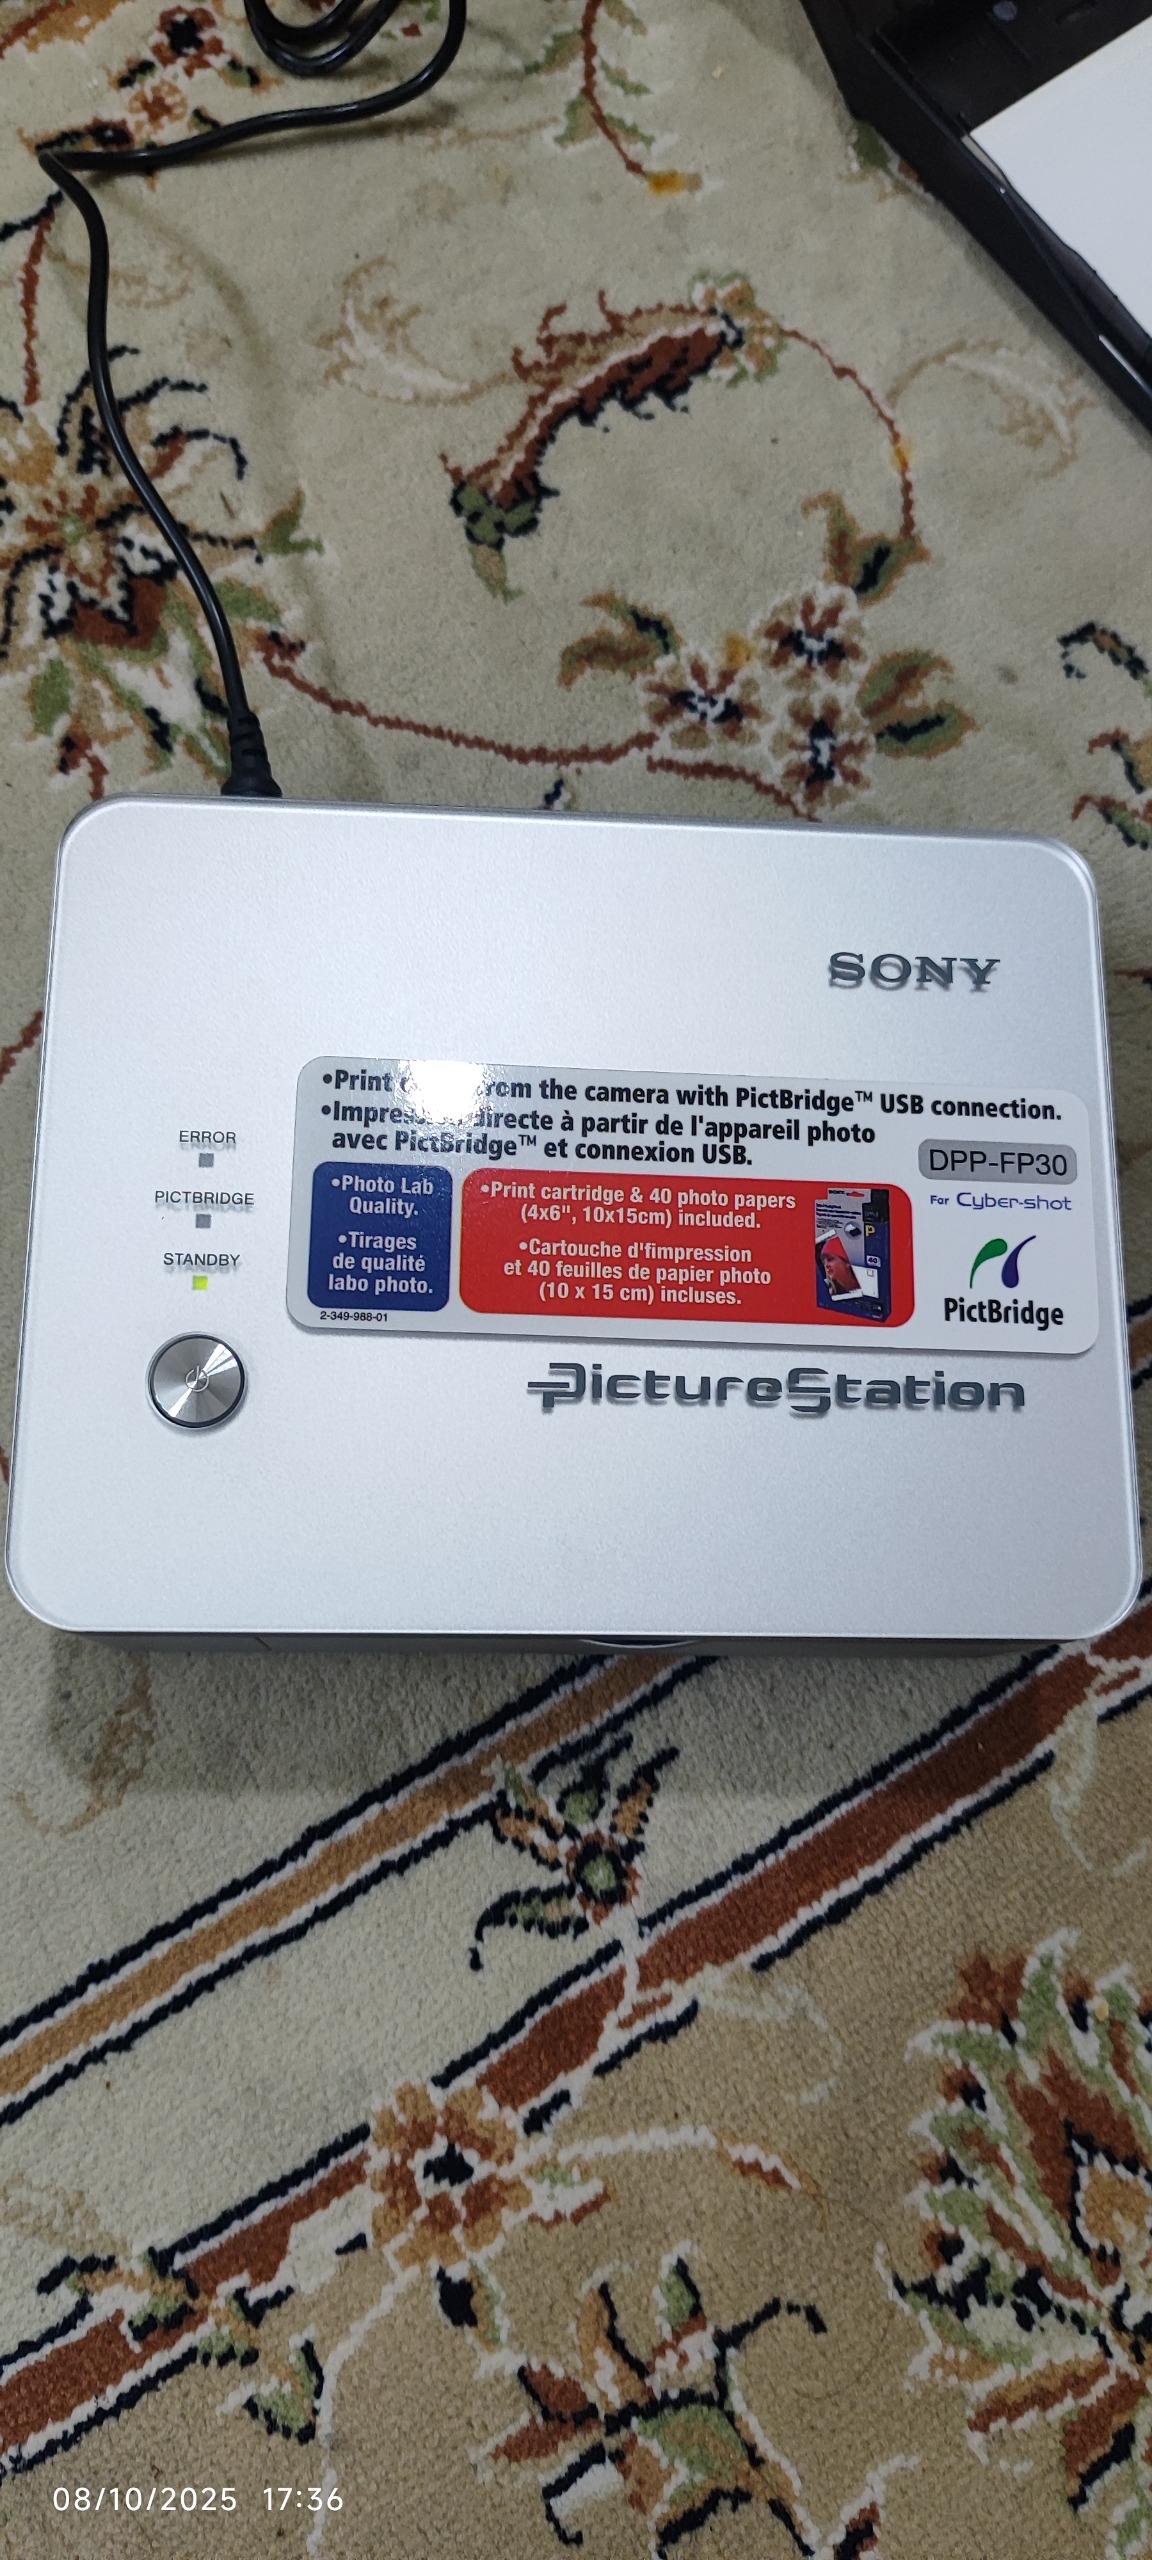 SONY
•Print from the camera with PictBridge™ USB connection.
directe à partir de l'appareil photo
avec PictBridge™ et connexion USB.
DPP-FP30
For Cyber-shot
PictBridge
•Photo Lab
Quality.
•Tirages
de qualité
labo photo.
•Print cartridge & 40 photo papers
(4x6", 10x15cm) included.
•Cartouche d'fimpression
et 40 feuilles de papier photo
(10 x 15 cm) incluses.
2-349-988-01
ERROR
PICTBRIDGE
STANDBY
PictureStation
08/10/2025 17:36